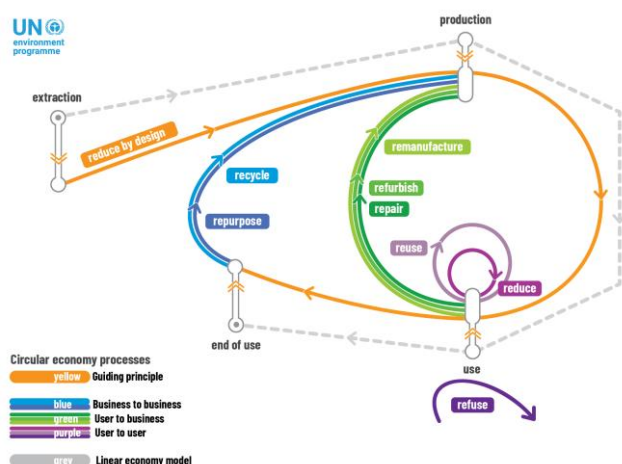 UN
environment
programme
production
extraction
reduce by design
remanufacture
recycle
refurbish
repair
repurpose
reuse
reduce
end of use
use
refuse
Circular economy processes
yellow Guiding principle
blue Business to business
green User to business
purple User to user
grey Linear economy model